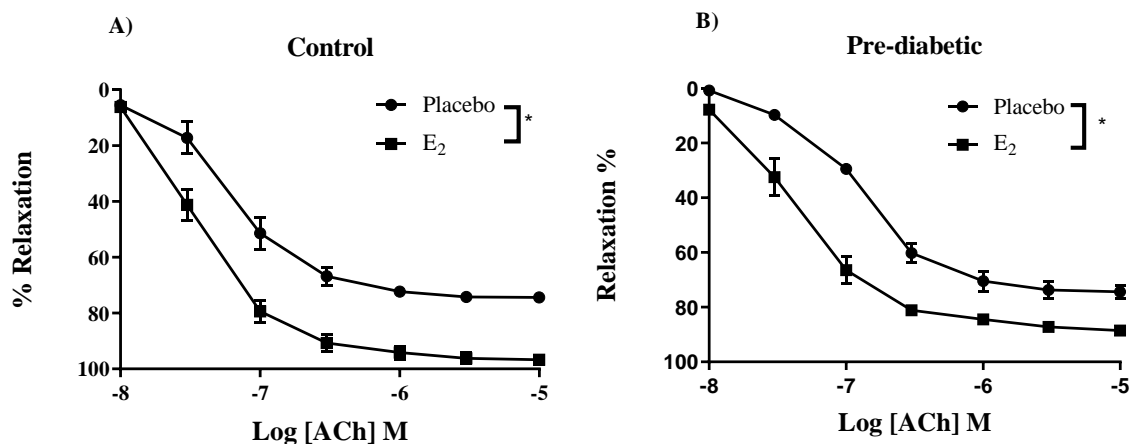 A)
Control
% Relaxation
0
20
40
60
80
100
Placebo
E₂
*
-8
-7
-6
-5
Log [ACh] M
B)
Pre-diabetic
Relaxation %
0
20
40
60
80
100
Placebo
E₂
*
-8
-7
-6
-5
Log [ACh] M